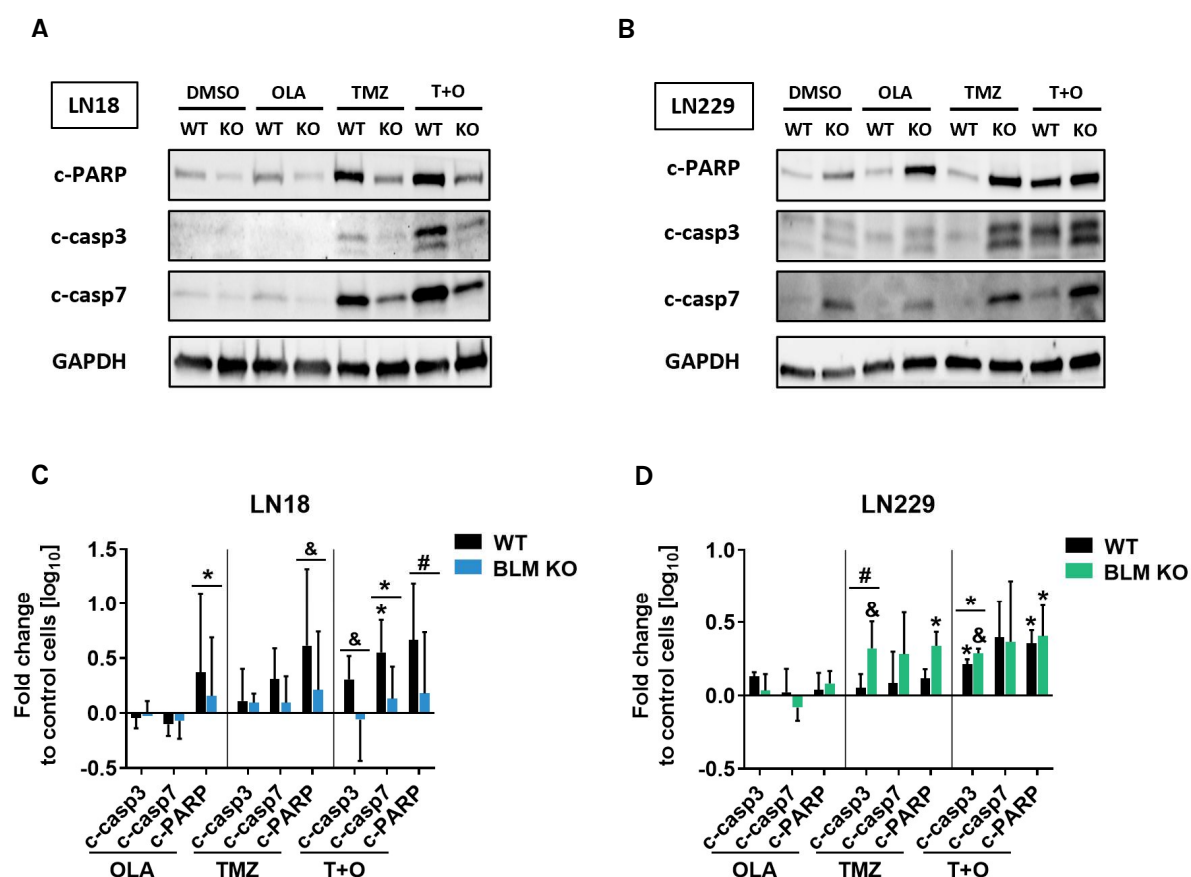 A
LN18
DMSO OLA TMZ T+O
WT KO WT KO WT KO WT KO
c-PARP
c-casp3
c-casp7
GAPDH
B
LN229
DMSO OLA TMZ T+O
WT KO WT KO WT KO WT KO
c-PARP
c-casp3
c-casp7
GAPDH
C
LN18
Fold change
to control cells [log10]
1.5
1.0
0.5
0.0
-0.5
* & & * * #
WT
BLM KO
c-casp3 c-casp7 c-PARP c-casp3 c-casp7 c-PARP c-casp3 c-casp7 c-PARP
OLA TMZ T+O
D
LN229
Fold change
to control cells [log10]
1.0
0.5
0.0
-0.5
# & * * * & * *
WT
BLM KO
c-casp3 c-casp7 c-PARP c-casp3 c-casp7 c-PARP c-casp3 c-casp7 c-PARP
OLA TMZ T+O